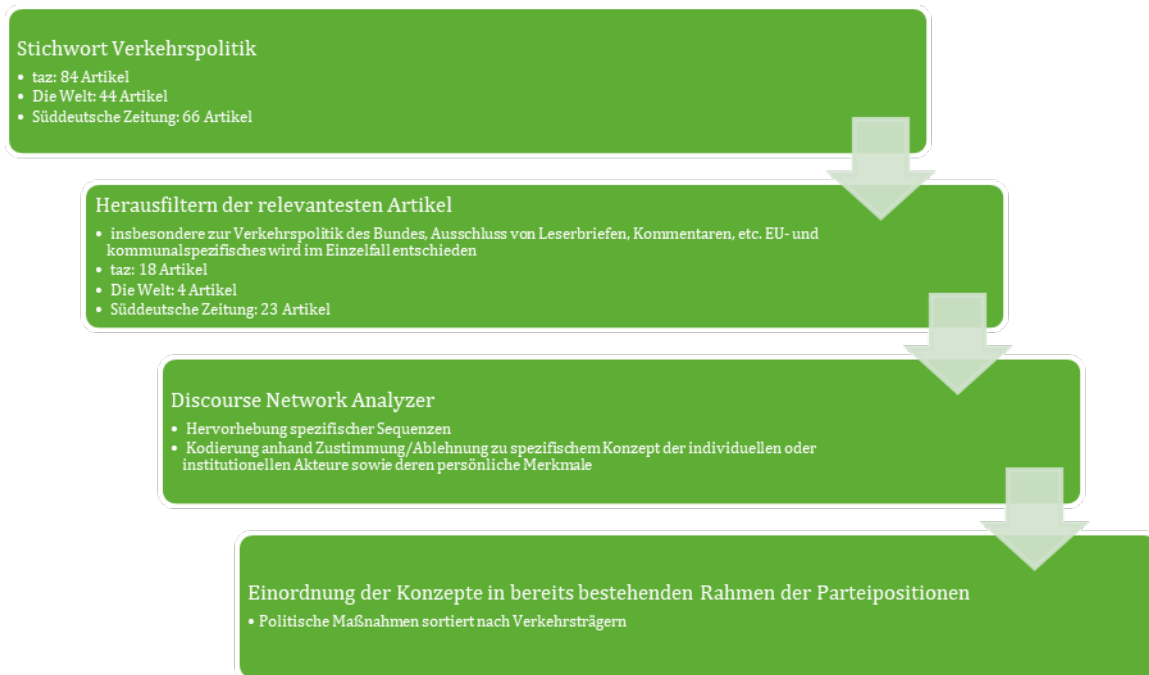 Stichwort Verkehrspolitik
• taz: 84 Artikel
• Die Welt: 44 Artikel
• Süddeutsche Zeitung: 66 Artikel
Herausfiltern der relevantesten Artikel
• insbesondere zur Verkehrspolitik des Bundes, Ausschluss von Leserbriefen, Kommentaren, etc. EU- und
kommunalspezifisches wird im Einzelfall entschieden
• taz: 18 Artikel
• Die Welt: 4 Artikel
• Süddeutsche Zeitung: 23 Artikel
Discourse Network Analyzer
• Hervorhebung spezifischer Sequenzen
• Kodierung anhand Zustimmung/Ablehnung zu spezifischem Konzept der individuellen oder
institutionellen Akteure sowie deren persönliche Merkmale
Einordnung der Konzepte in bereits bestehenden Rahmen der Parteipositionen
• Politische Maßnahmen sortiert nach Verkehrsträgern